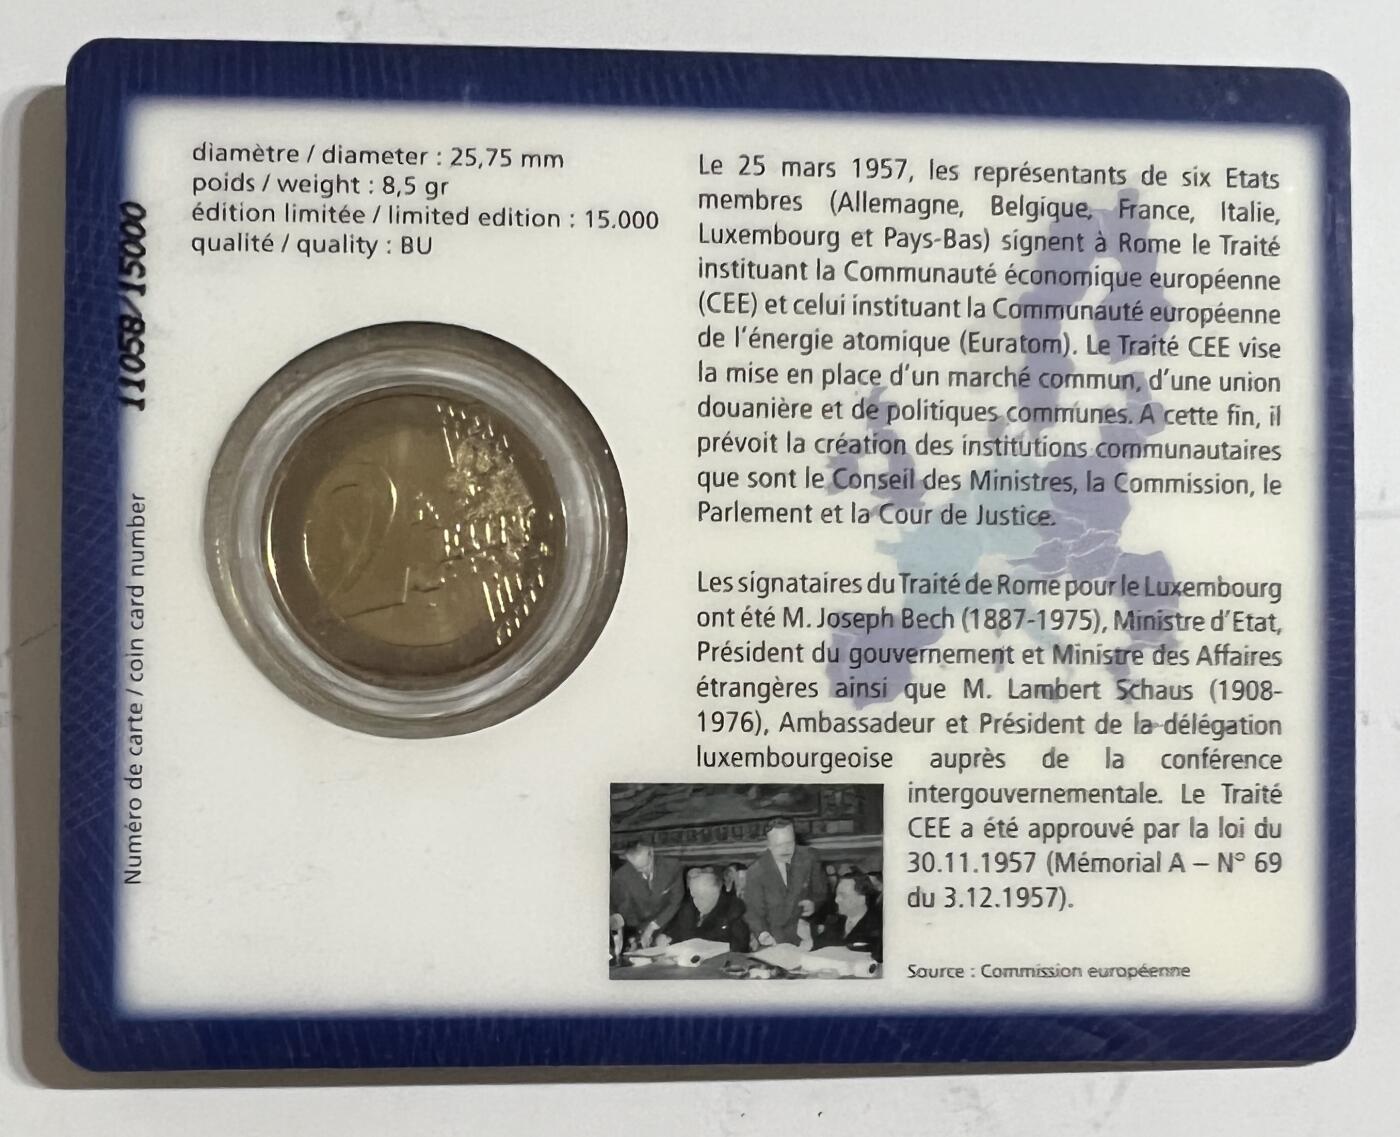 diamètre / diameter : 25,75 mm
poids / weight : 8,5 gr
édition limitée / limited edition : 15.000
qualité / quality : BU
Numéro de carte / coin card number 11058/15000
2 EURO
Le 25 mars 1957, les représentants de six Etats
membres (Allemagne, Belgique, France, Italie,
Luxembourg et Pays-Bas) signent à Rome le Traité
instituant la Communauté économique européenne
(CEE) et celui instituant la Communauté européenne
de l'énergie atomique (Euratom). Le Traité CEE vise
la mise en place d'un marché commun, d'une union
douanière et de politiques communes. A cette fin, il
prévoit la création des institutions communautaires
que sont le Conseil des Ministres, la Commission, le
Parlement et la Cour de Justice.
Les signataires du Traité de Rome pour le Luxembourg
ont été M. Joseph Bech (1887-1975), Ministre d'Etat,
Président du gouvernement et Ministre des Affaires
étrangères ainsi que M. Lambert Schaus (1908-
1976), Ambassadeur et Président de la délégation
luxembourgeoise auprès de la conférence
intergouvernementale. Le Traité
CEE a été approuvé par la loi du
30.11.1957 (Mémorial A – N° 69
du 3.12.1957).
Source : Commission européenne